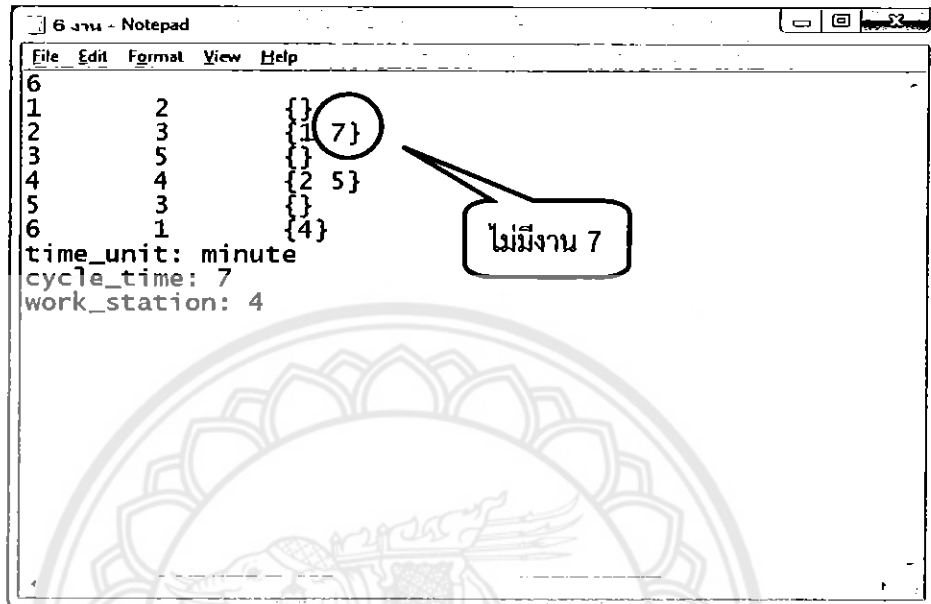 6 งาน - Notepad
File Edit Format View Help
6
1 2 {}
2 3 {1 7}
3 5 {}
4 4 {2 5}
5 3 {}
6 1 {4}
time_unit: minute
cycle_time: 7
work_station: 4
ไม่มีงาน 7